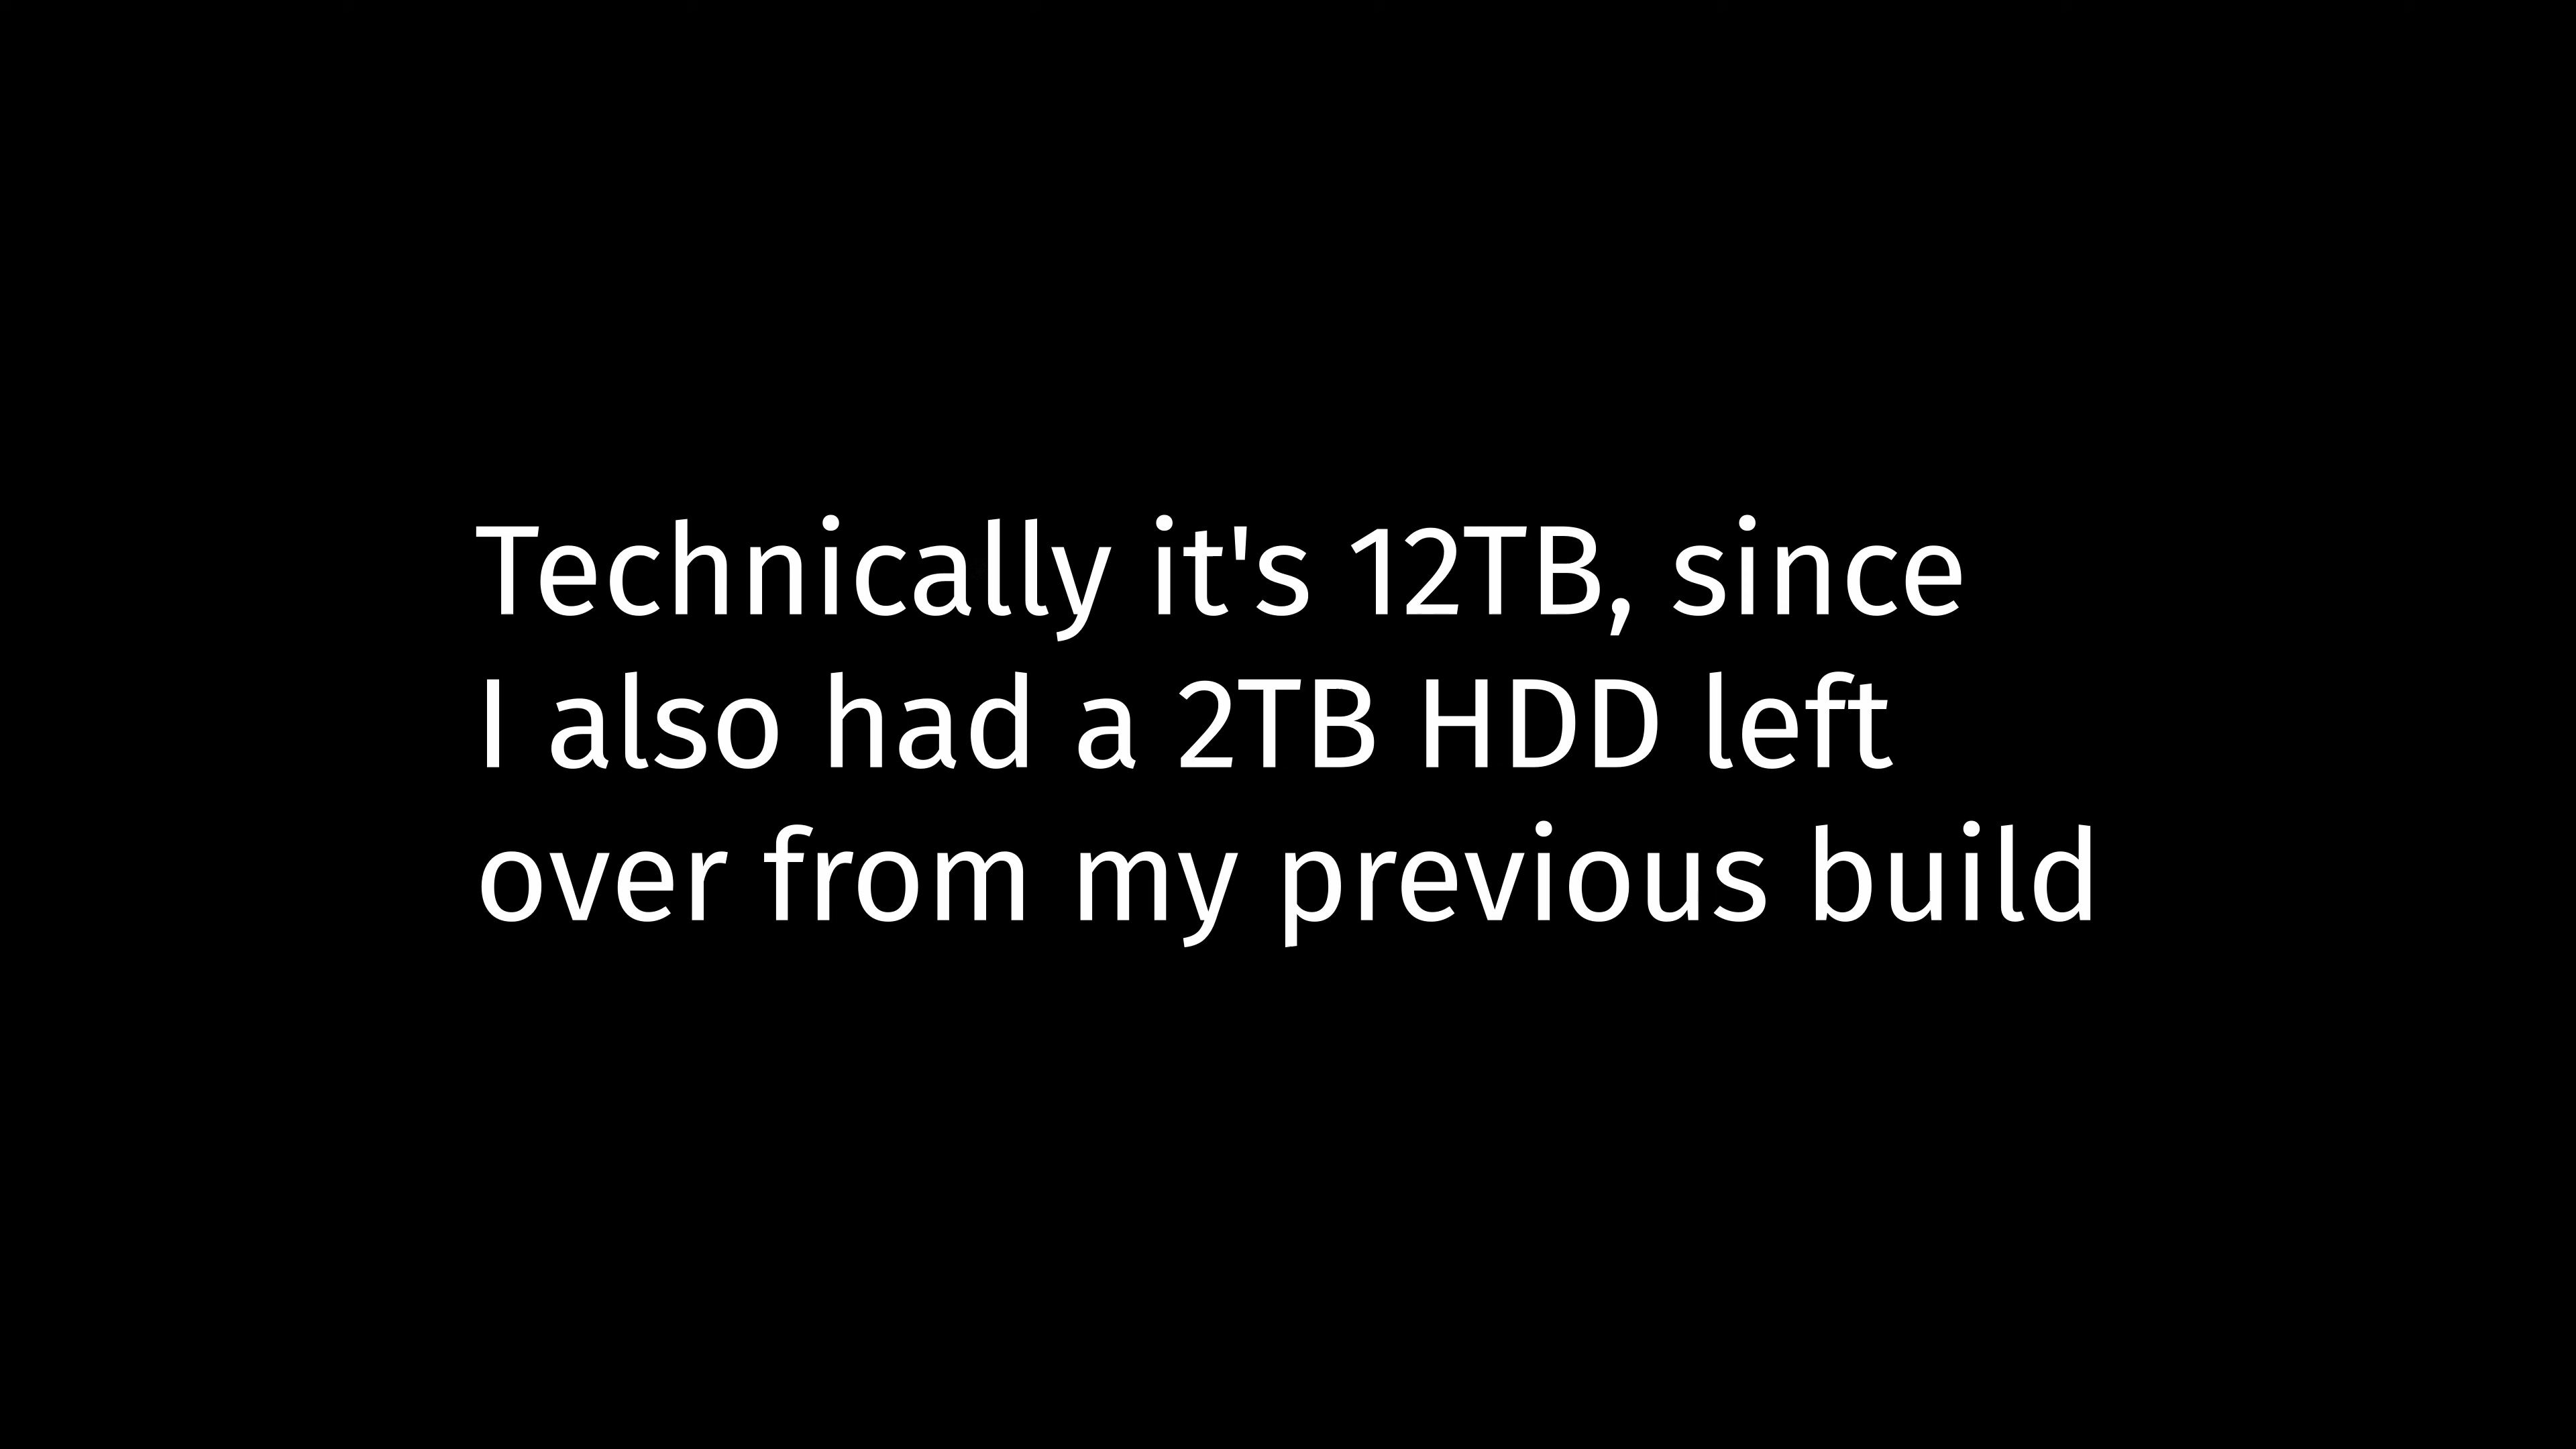 Technically it's 12TB, since
I also had a 2TB HDD left
over from my previous build